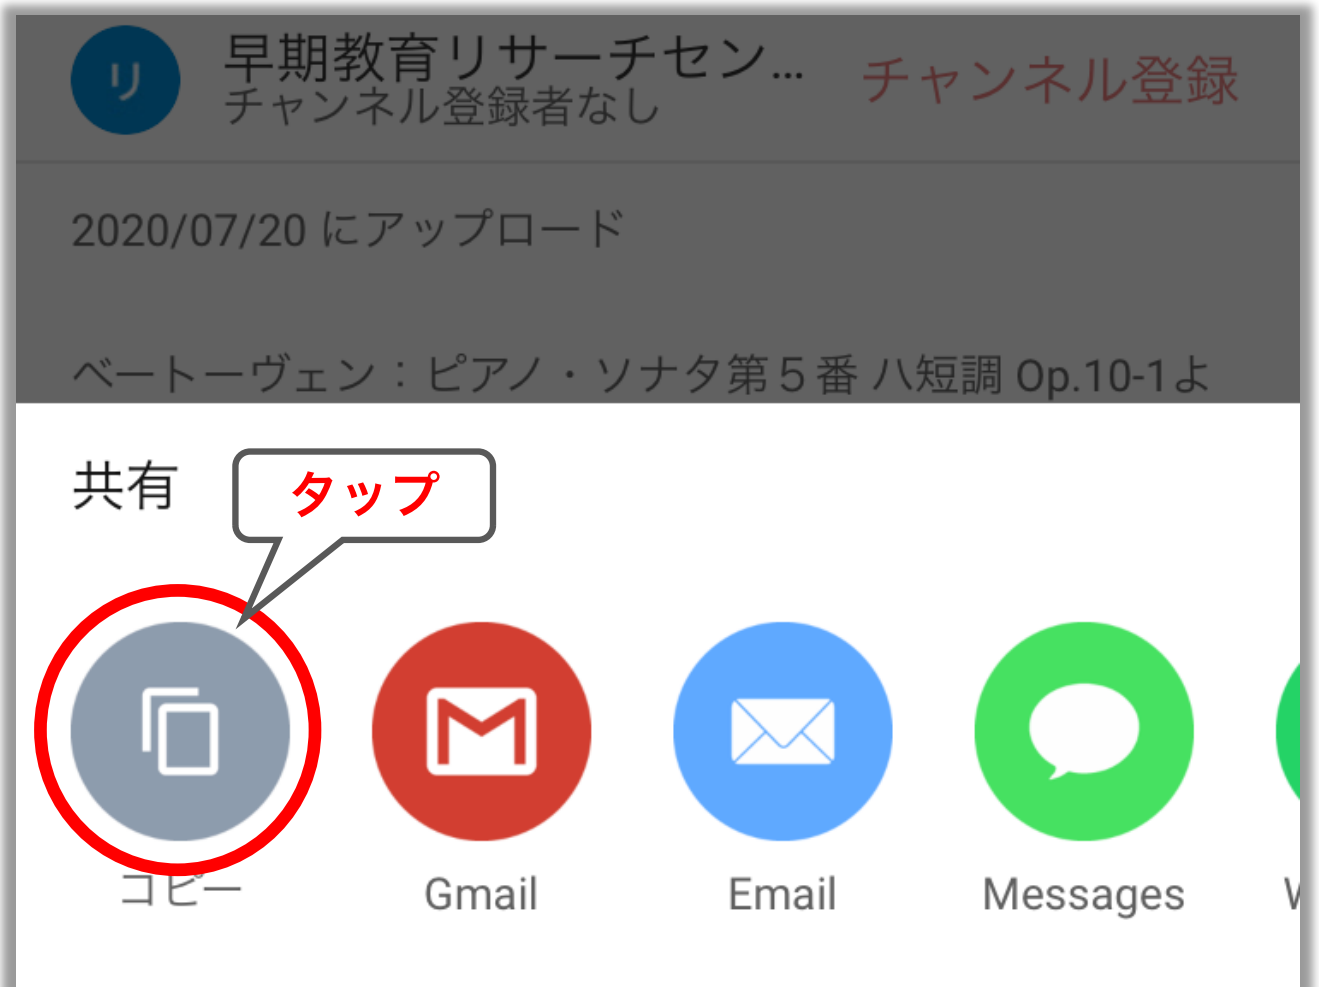 リ
早期教育リサーチセン...
チャンネル登録者なし
チャンネル登録
2020/07/20 にアップロード
ベートーヴェン：ピアノ・ソナタ第５番 ハ短調 Op.10-1よ
共有
タップ
コピー
Gmail
Email
Messages